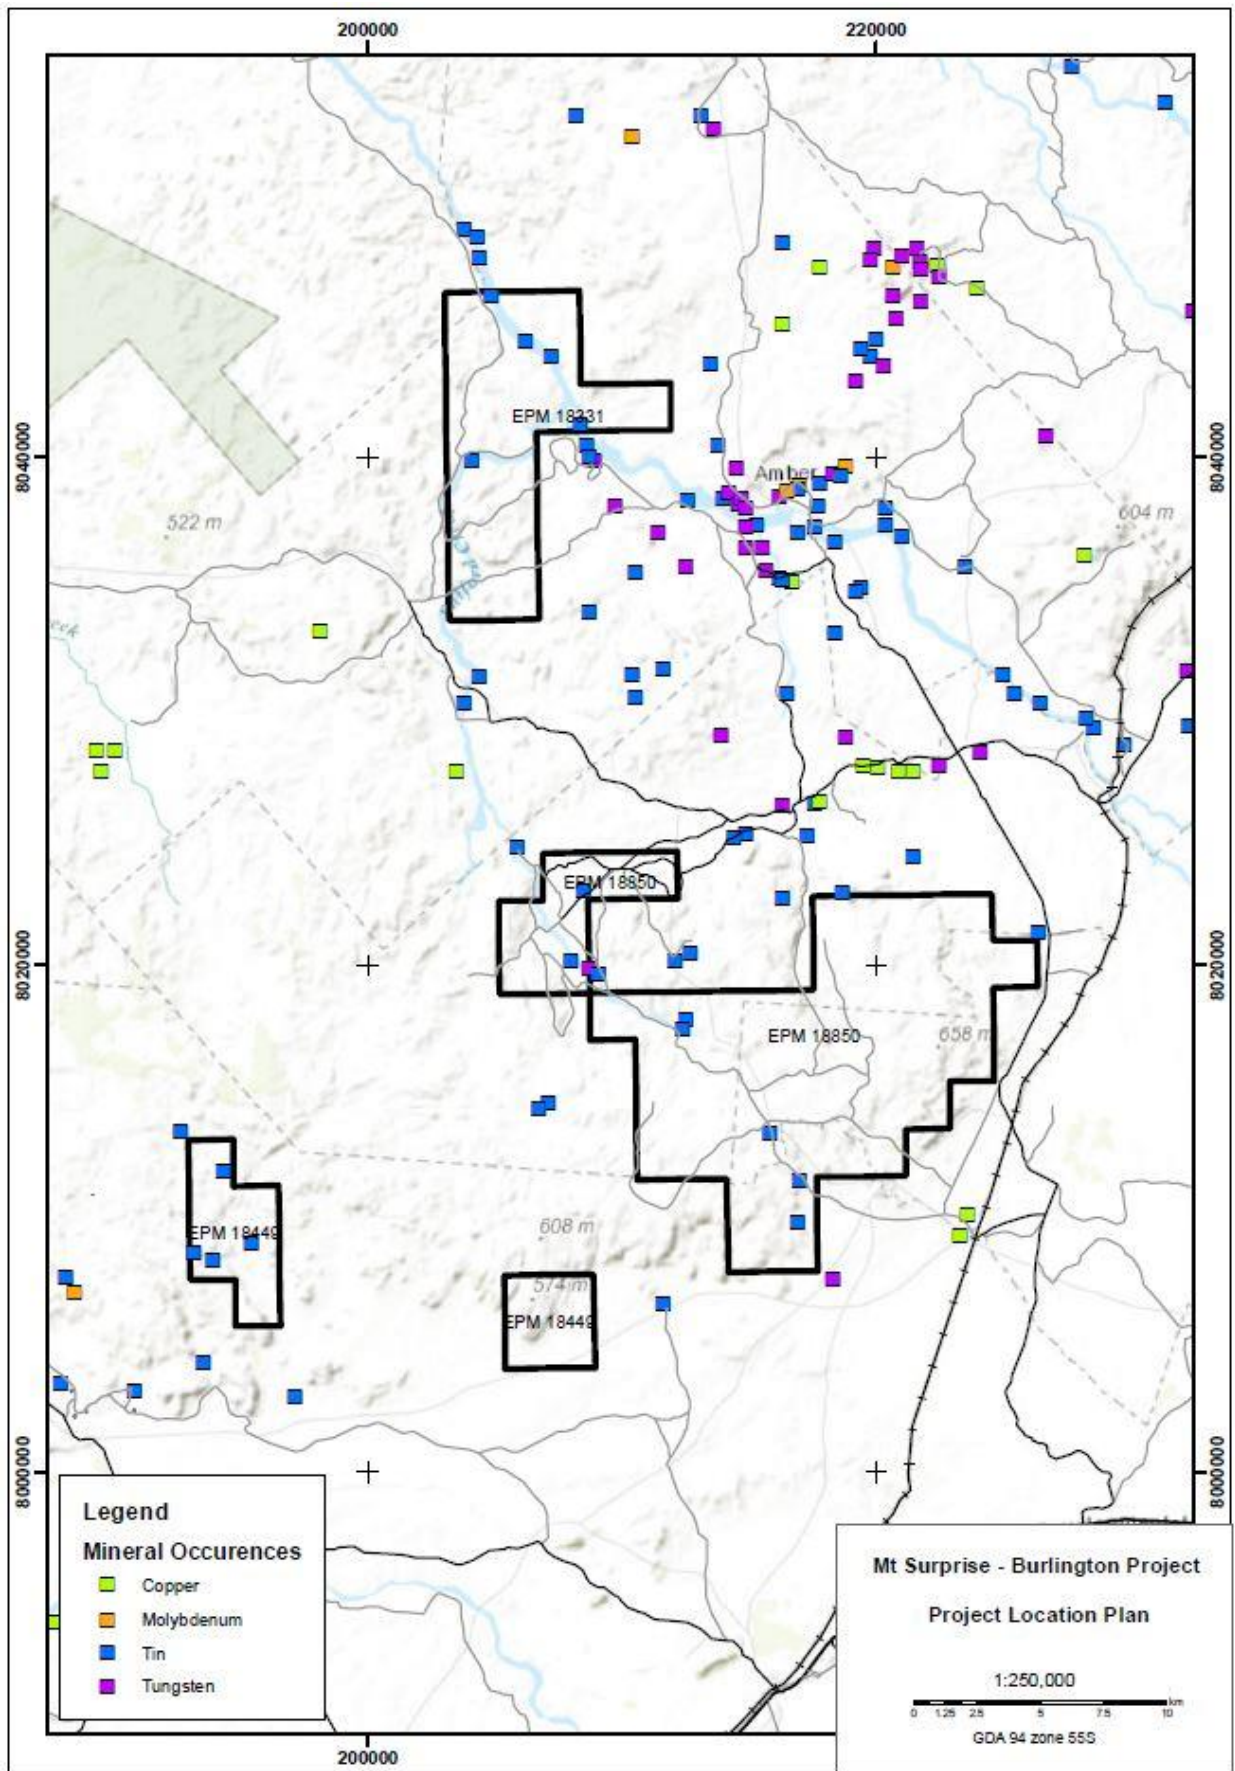 200000
220000
8040000
8040000
EPM 18331
Amber
522 m
604 m
eek
EPM 18850
8020000
8020000
EPM 18850
658 m
EPM 18449
608 m
574 m
EPM 18449
8000000
8000000
Legend
Mineral Occurences
Copper
Molybdenum
Tin
Tungsten
Mt Surprise - Burlington Project
Project Location Plan
1:250,000
0 1.25 2.5 5 7.5 10 km
GDA 94 zone 55S
200000